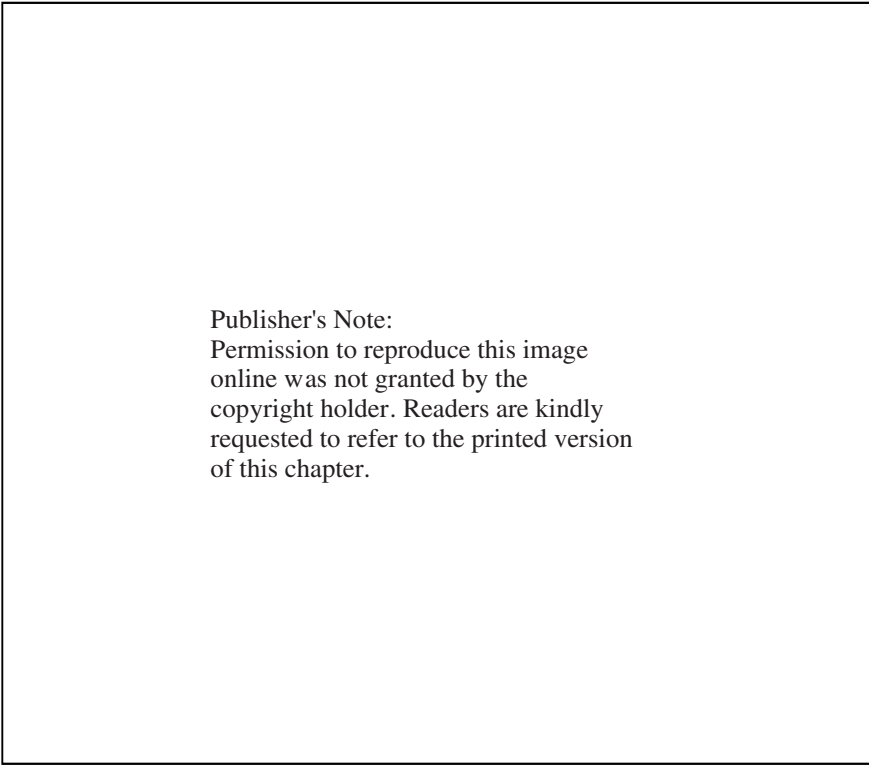 Publisher's Note:
Permission to reproduce this image
online was not granted by the
copyright holder. Readers are kindly
requested to refer to the printed version
of this chapter.